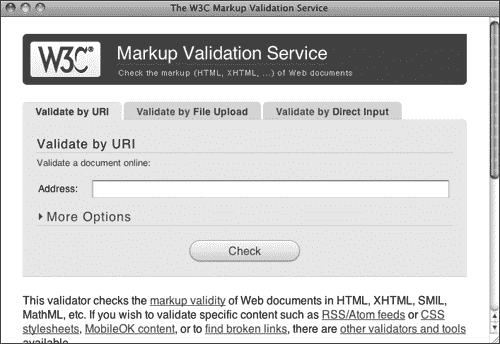 The W3C Markup Validation Service
W3C® Markup Validation Service
Check the markup (HTML, XHTML, ...) of Web documents
Validate by URI Validate by File Upload Validate by Direct Input
Validate by URI
Validate a document online:
Address:
More Options
Check
This validator checks the markup validity of Web documents in HTML, XHTML, SMIL,
MathML, etc. If you wish to validate specific content such as RSS/Atom feeds or CSS
stylesheets, MobileOK content, or to find broken links, there are other validators and tools
available.